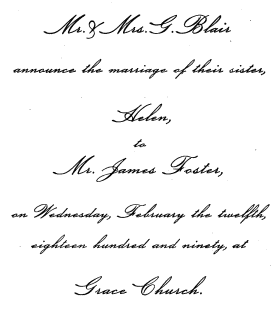 Mr. & Mrs. G. Blair
announce the marriage of their sister,
Helen,
to
Mr. James Foster,
on Wednesday, February the twelfth,
eighteen hundred and ninety, at
Grace Church.